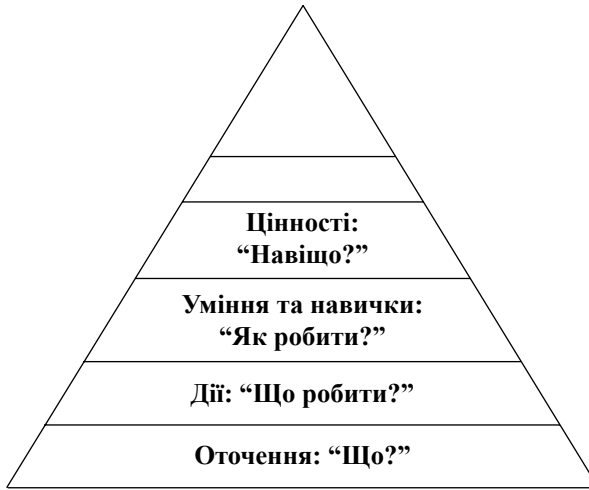 Цінності:
“Навіщо?”
Уміння та навички:
“Як робити?”
Дії: “Що робити?”
Оточення: “Що?”